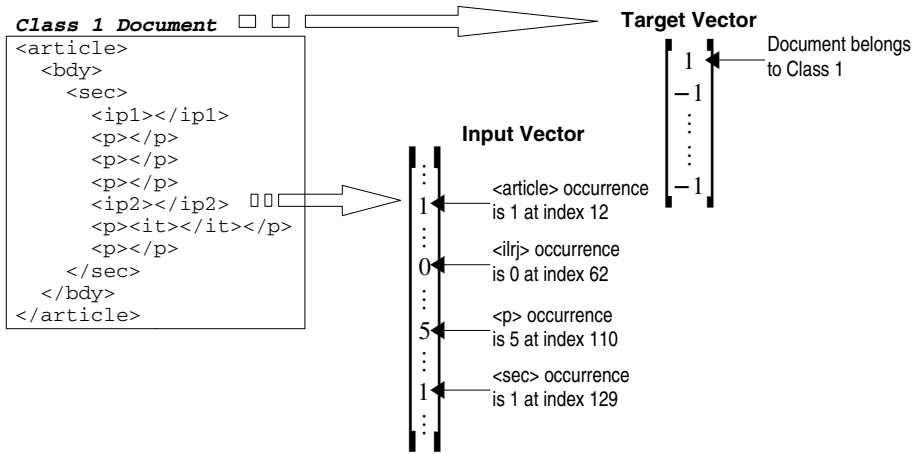 Class 1 Document
<article>
<bdy>
<sec>
<ip1></ip1>
<p></p>
<p></p>
<p></p>
<ip2></ip2>
<p><it></it></p>
<p></p>
</sec>
</bdy>
</article>
Input Vector
⋮
1
⋮
0
⋮
5
⋮
1
⋮
<article> occurrence
is 1 at index 12
<ilrj> occurrence
is 0 at index 62
<p> occurrence
is 5 at index 110
<sec> occurrence
is 1 at index 129
Target Vector
1
−1
⋮
⋮
−1
Document belongs
to Class 1